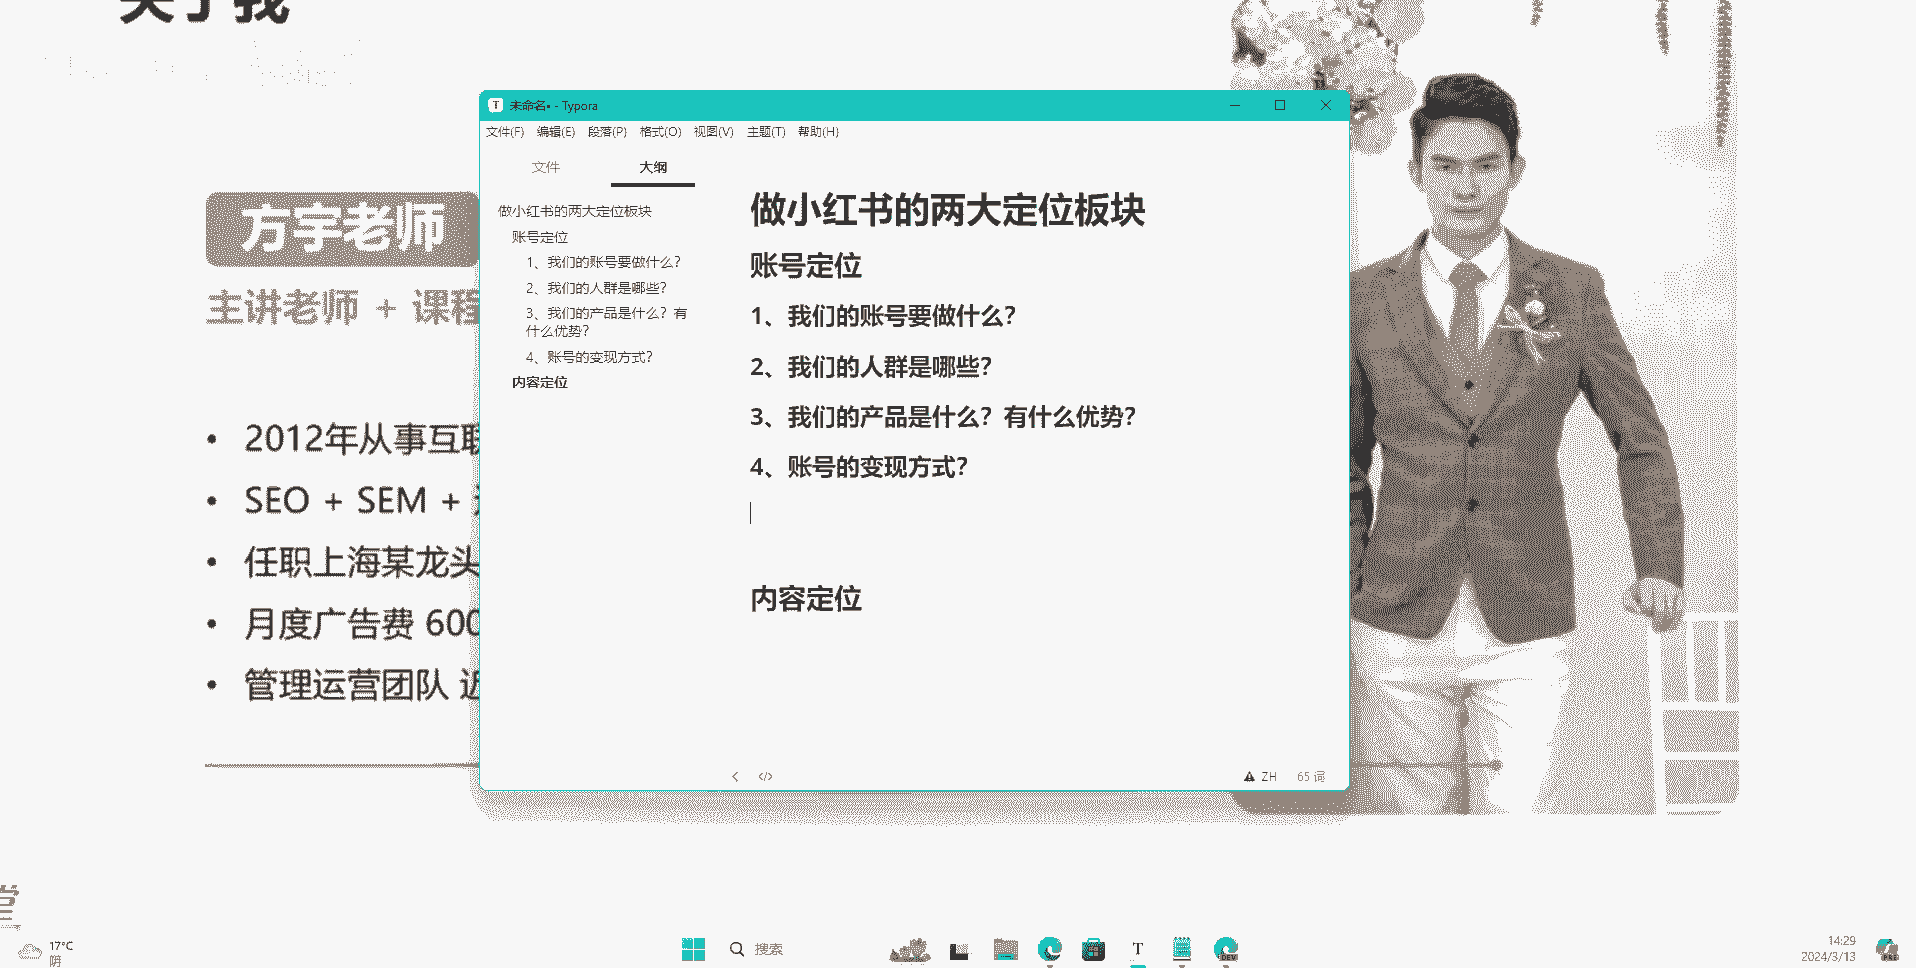 关于我
方宇老师
主讲老师 + 课程
• 2012年从事互联
• SEO + SEM +
• 任职上海某龙头
• 月度广告费 600
• 管理运营团队 近
未命名• - Typora
文件(F) 编辑(E) 段落(P) 格式(O) 视图(V) 主题(T) 帮助(H)
文件 大纲
做小红书的两大定位板块
账号定位
1、我们的账号要做什么?
2、我们的人群是哪些?
3、我们的产品是什么? 有
什么优势?
4、账号的变现方式?
内容定位
做小红书的两大定位板块
账号定位
1、我们的账号要做什么?
2、我们的人群是哪些?
3、我们的产品是什么? 有什么优势?
4、账号的变现方式?
内容定位
ZH 65 词
17°C
阴
搜索
T
DEV
14:29
2024/3/13
PRE